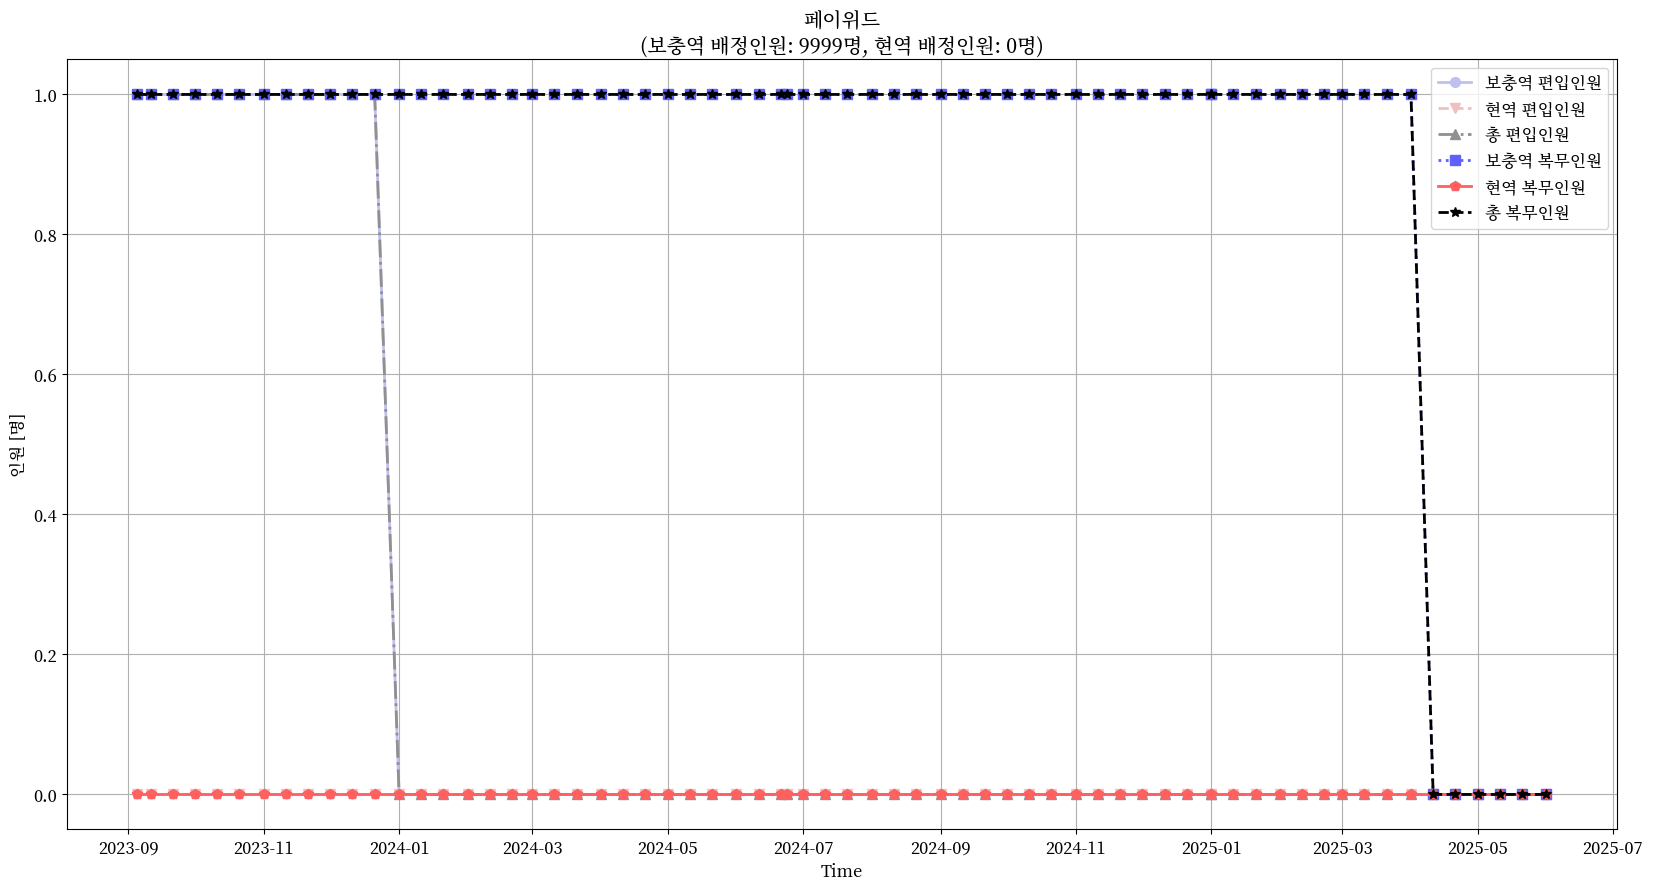 페이위드
(보충역 배정인원: 9999명, 현역 배정인원: 0명)
보충역 편입인원
현역 편입인원
총 편입인원
보충역 복무인원
현역 복무인원
총 복무인원
1.0
0.8
0.6
0.4
0.2
0.0
인원 [명]
2023-09
2023-11
2024-01
2024-03
2024-05
2024-07
2024-09
2024-11
2025-01
2025-03
2025-05
2025-07
Time